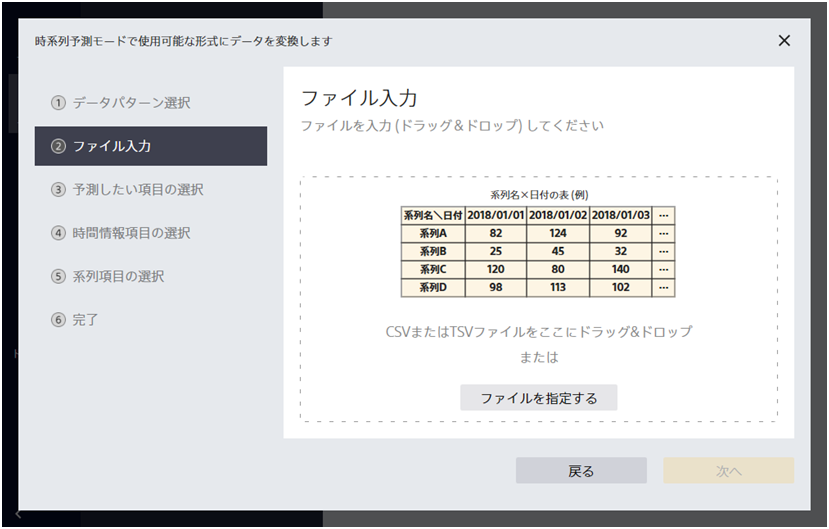 時系列予測モードで使用可能な形式にデータを変換します
1 データパターン選択
2 ファイル入力
3 予測したい項目の選択
4 時間情報項目の選択
5 系列項目の選択
6 完了
ファイル入力
ファイルを入力 (ドラッグ＆ドロップ) してください
系列名×日付の表 (例)
系列名＼日付 2018/01/01 2018/01/02 2018/01/03 …
系列A 82 124 92 …
系列B 25 45 32 …
系列C 120 80 140 …
系列D 98 113 102 …
CSVまたはTSVファイルをここにドラッグ&ドロップ
または
ファイルを指定する
戻る 次へ